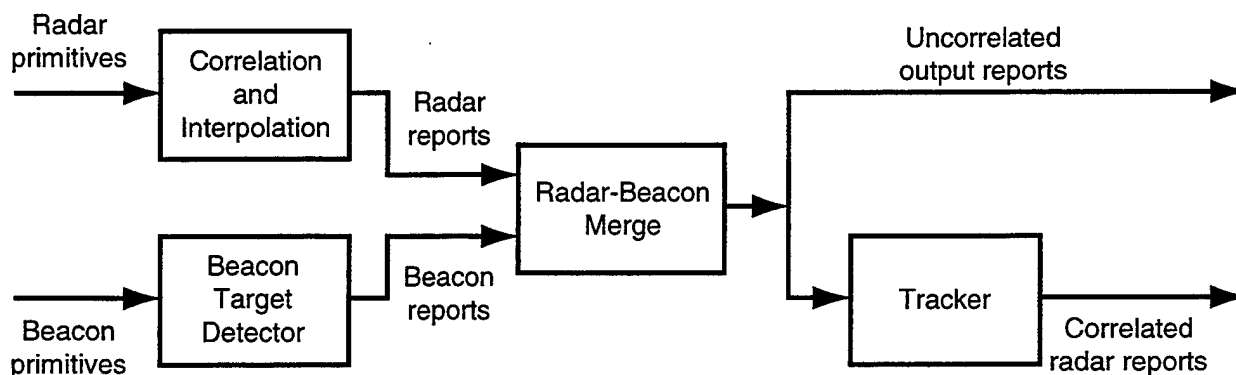 Radar
primitives
Correlation
and
Interpolation
Radar
reports
Radar-Beacon
Merge
Uncorrelated
output reports
Beacon
primitives
Beacon
Target
Detector
Beacon
reports
Tracker
Correlated
radar reports